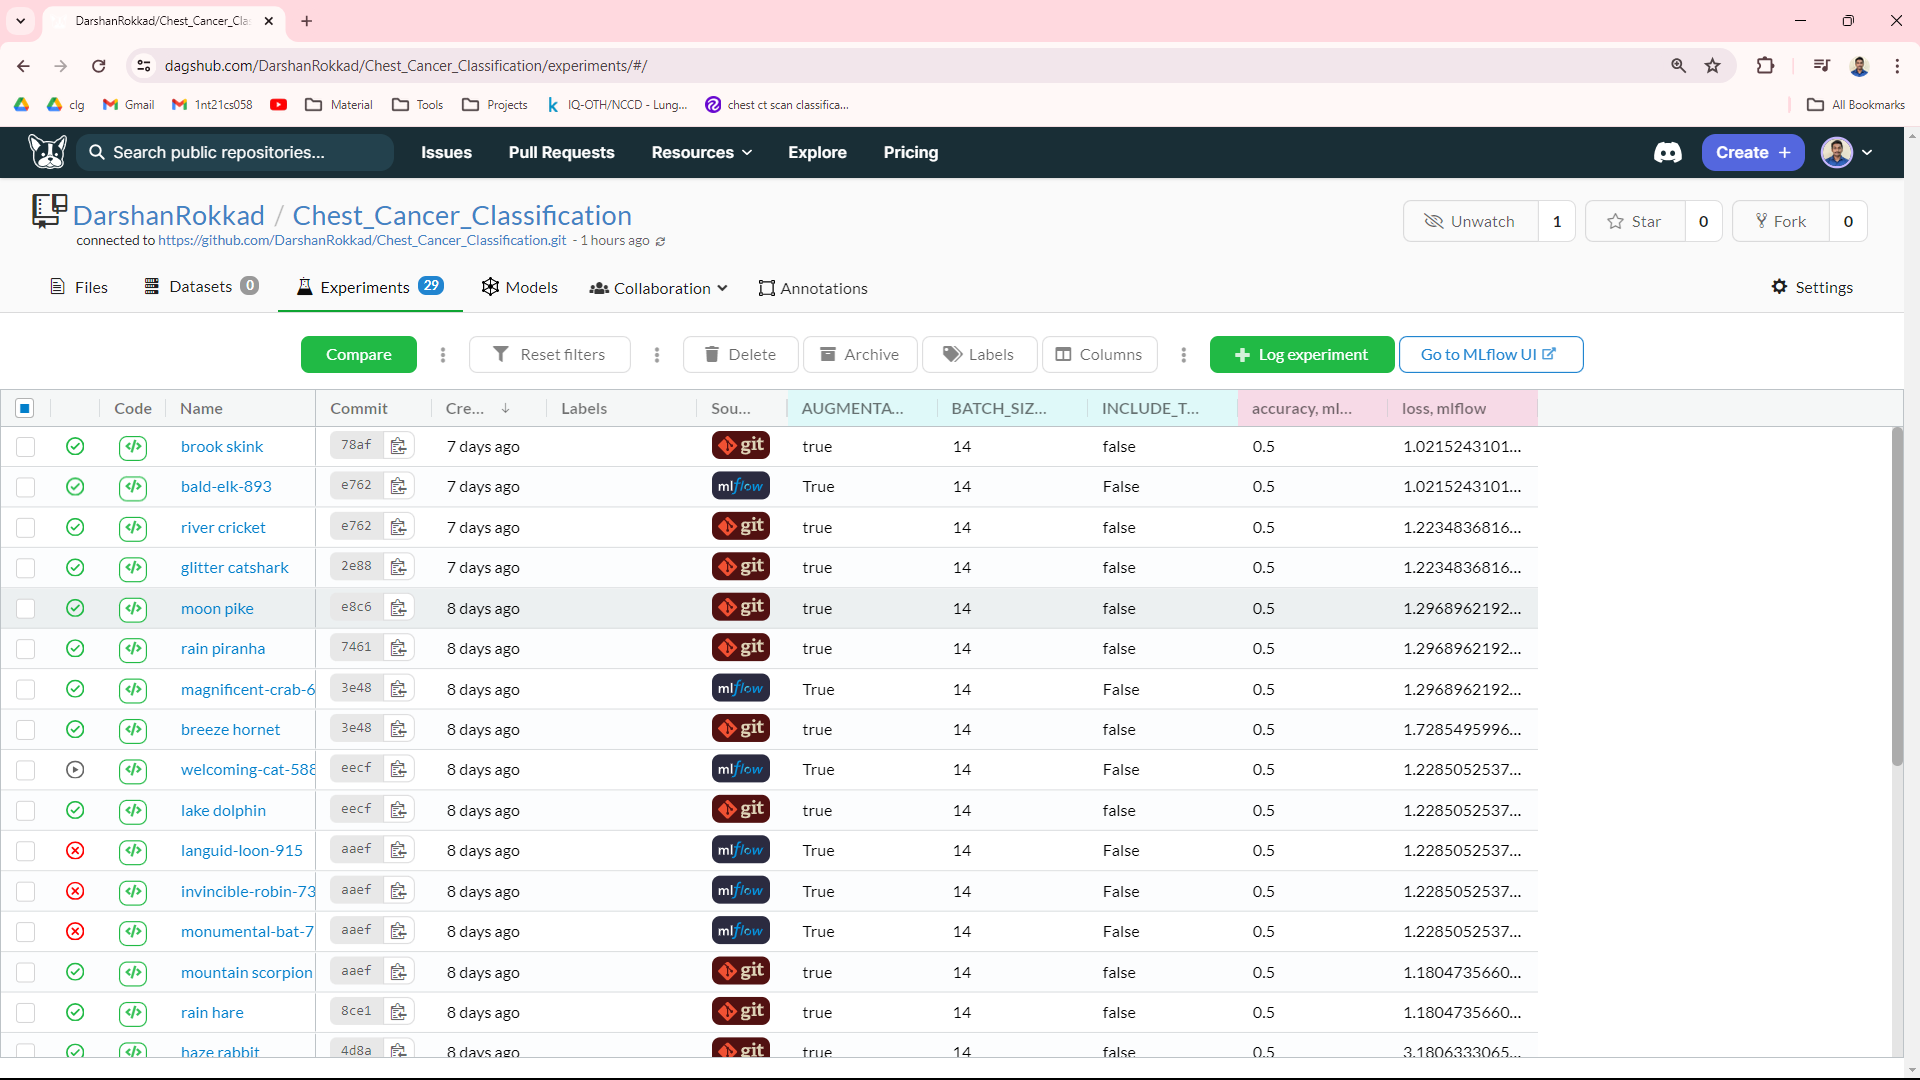 DarshanRokkad/Chest_Cancer_Cla
dagshub.com/DarshanRokkad/Chest_Cancer_Classification/experiments/#/
clg Gmail 1nt21cs058 Material Tools Projects IQ-OTH/NCCD - Lung... chest ct scan classifica... All Bookmarks
Search public repositories... Issues Pull Requests Resources Explore Pricing Create +
DarshanRokkad / Chest_Cancer_Classification Unwatch 1 Star 0 Fork 0
connected to https://github.com/DarshanRokkad/Chest_Cancer_Classification.git - 1 hours ago
Files Datasets 0 Experiments 29 Models Collaboration Annotations Settings
Compare Reset filters Delete Archive Labels Columns + Log experiment Go to MLflow UI
Code Name Commit Cre... Labels Sou... AUGMENTA... BATCH_SIZ... INCLUDE_T... accuracy, ml... loss, mlflow
brook skink 78af 7 days ago git true 14 false 0.5 1.0215243101...
bald-elk-893 e762 7 days ago mlflow True 14 False 0.5 1.0215243101...
river cricket e762 7 days ago git true 14 false 0.5 1.2234836816...
glitter catshark 2e88 7 days ago git true 14 false 0.5 1.2234836816...
moon pike e8c6 8 days ago git true 14 false 0.5 1.2968962192...
rain piranha 7461 8 days ago git true 14 false 0.5 1.2968962192...
magnificent-crab-6 3e48 8 days ago mlflow True 14 False 0.5 1.2968962192...
breeze hornet 3e48 8 days ago git true 14 false 0.5 1.7285495996...
welcoming-cat-588 eecf 8 days ago mlflow True 14 False 0.5 1.2285052537...
lake dolphin eecf 8 days ago git true 14 false 0.5 1.2285052537...
languid-loon-915 aaef 8 days ago mlflow True 14 False 0.5 1.2285052537...
invincible-robin-73 aaef 8 days ago mlflow True 14 False 0.5 1.2285052537...
monumental-bat-7 aaef 8 days ago mlflow True 14 False 0.5 1.2285052537...
mountain scorpion aaef 8 days ago git true 14 false 0.5 1.1804735660...
rain hare 8ce1 8 days ago git true 14 false 0.5 1.1804735660...
haze rabbit 4d8a 8 days ago git true 14 false 0.5 3.1806333065...